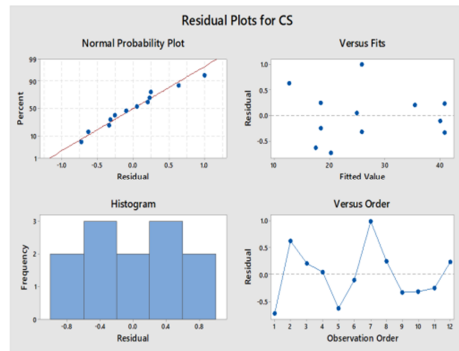 Residual Plots for CS
Normal Probability Plot
99
90
50
10
1
Percent
-1.0 -0.5 0.0 0.5 1.0
Residual
Versus Fits
1.0
0.5
0.0
-0.5
Residual
10 20 30 40
Fitted Value
Histogram
3
2
1
0
Frequency
-0.8 -0.4 0.0 0.4 0.8
Residual
Versus Order
1.0
0.5
0.0
-0.5
Residual
1 2 3 4 5 6 7 8 9 10 11 12
Observation Order